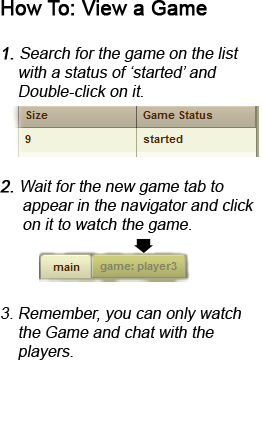 How To: View a Game
1. Search for the game on the list
with a status of ‘started’ and
Double-click on it.
Size Game Status
9 started
2. Wait for the new game tab to
appear in the navigator and click
on it to watch the game.
main game: player3
3. Remember, you can only watch
the Game and chat with the
players.